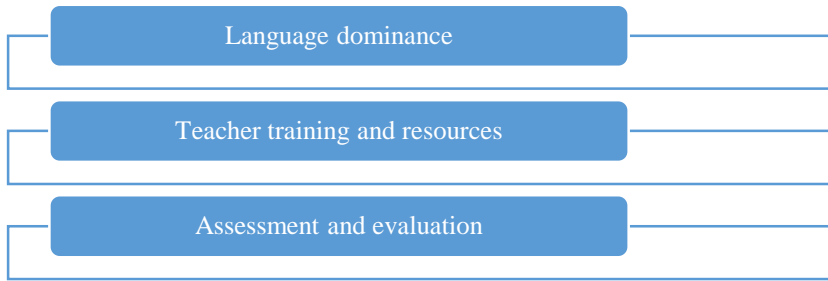 Language dominance
Teacher training and resources
Assessment and evaluation